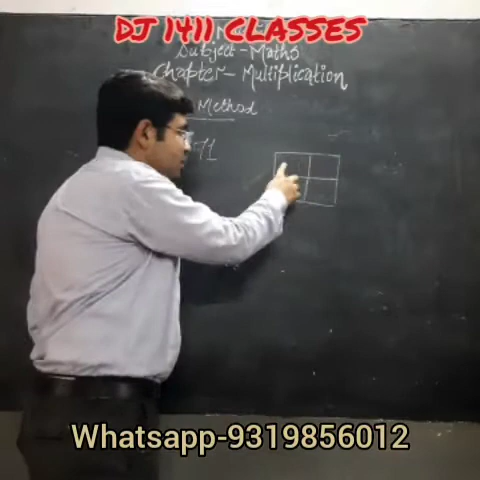 DJ 1411 CLASSES
Subject - Maths
Chapter - Multiplication
Method
Whatsapp-9319856012